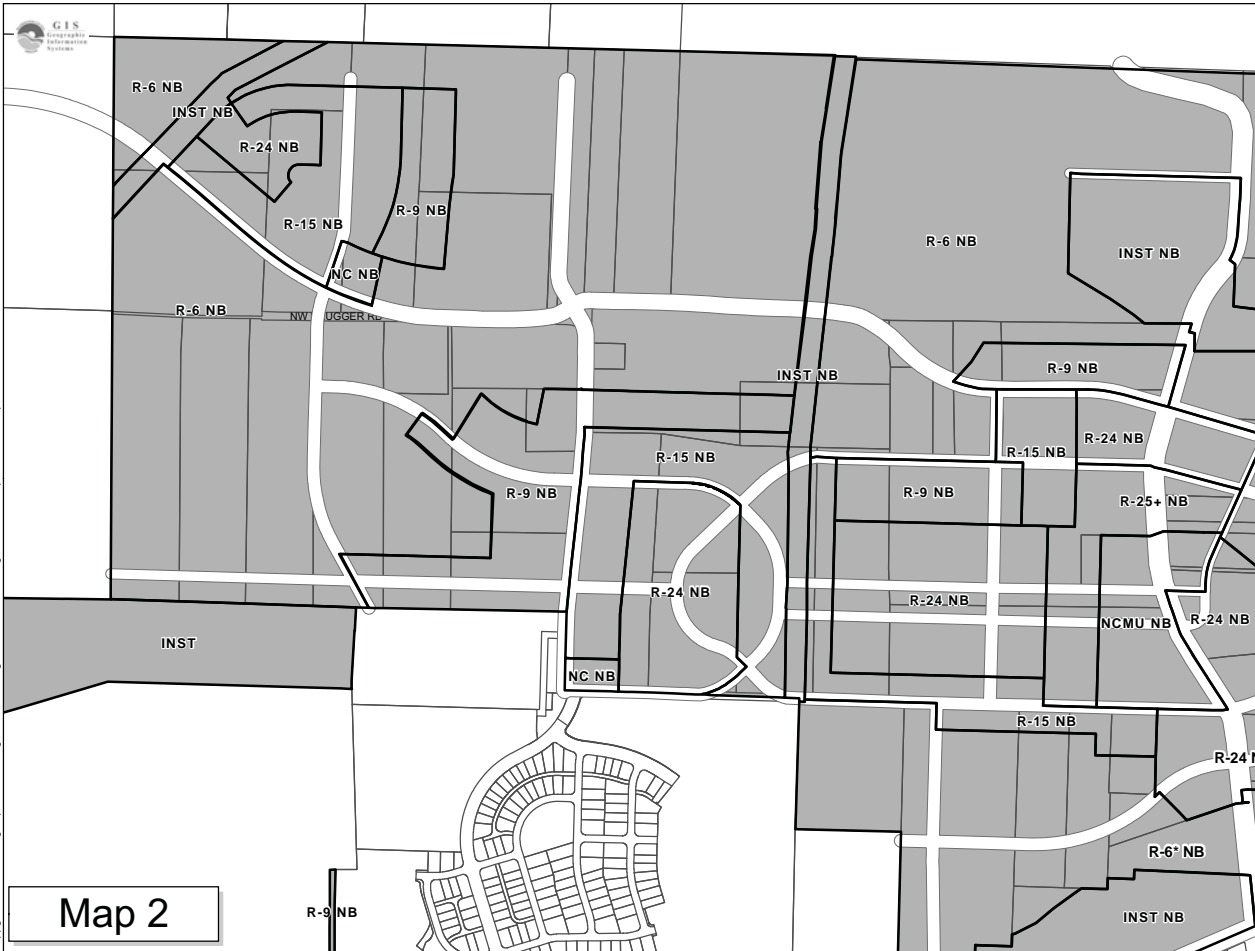 GIS
Geographic
Information
Systems
R-6 NB
INST NB
R-24 NB
R-9 NB
R-15 NB
R-6 NB
INST NB
NC NB
R-6 NB
NW UGGER RD
R-9 NB
INST NB
R-24 NB
R-15 NB
R-15 NB
R-9 NB
R-9 NB
R-25+ NB
R-24 NB
R-24 NB
NCMU NB
R-24 NB
INST
NC NB
R-15 NB
R-24 N
R-6* NB
R-9 NB
INST NB
Map 2